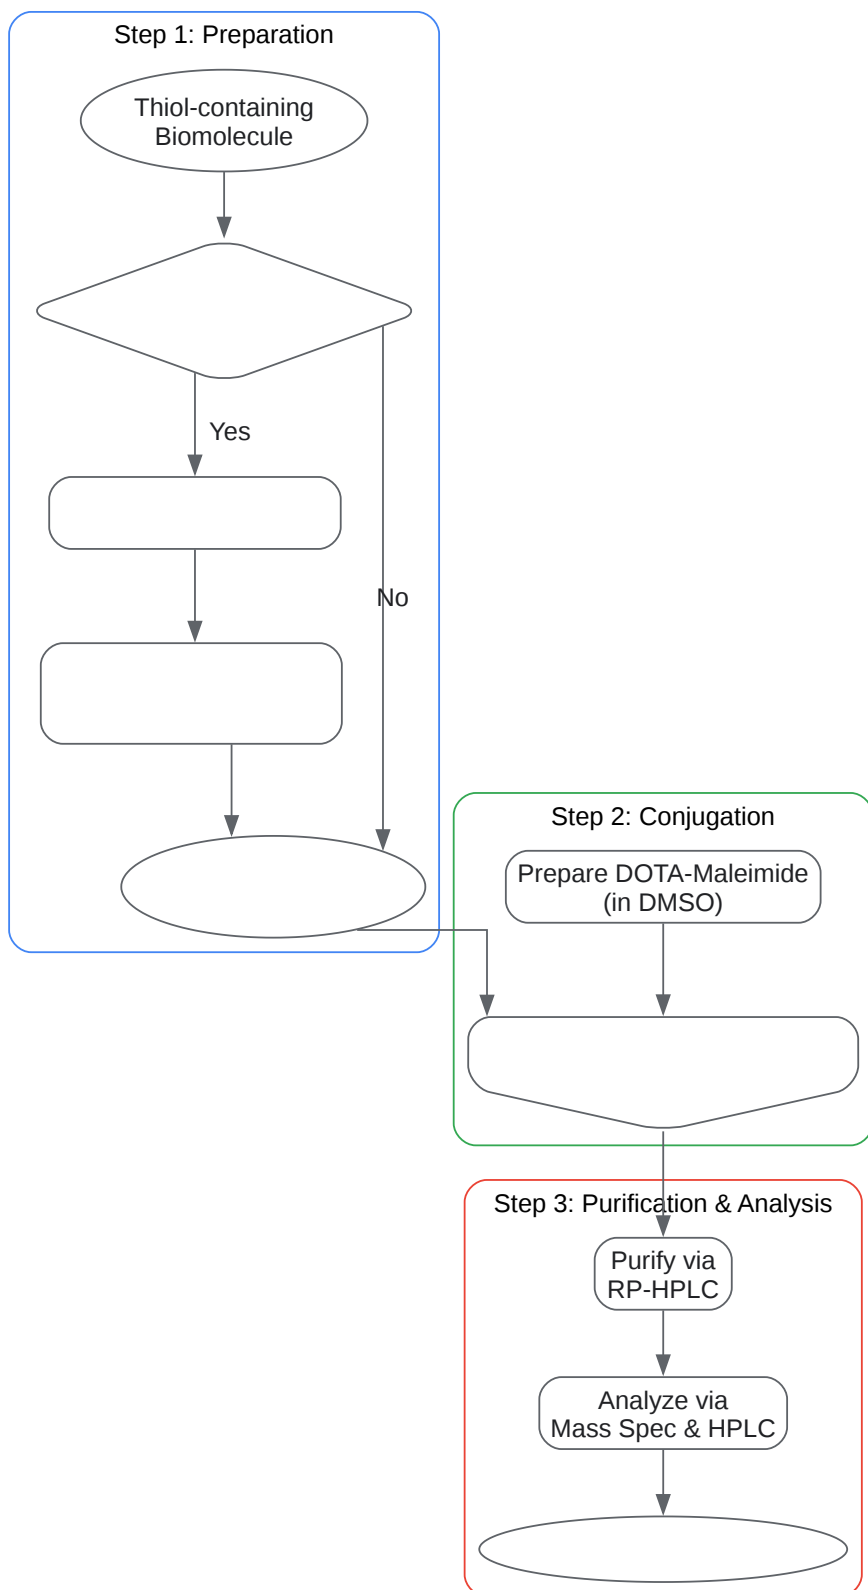 Step 1: Preparation
Thiol-containing
Biomolecule
Yes
No
Step 2: Conjugation
Prepare DOTA-Maleimide
(in DMSO)
Step 3: Purification & Analysis
Purify via
RP-HPLC
Analyze via
Mass Spec & HPLC